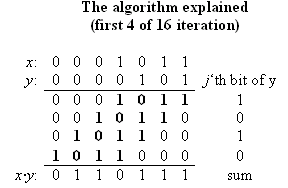 The algorithm explained
(first 4 of 16 iteration)
x: 0 0 0 1 0 1 1
y: 0 0 0 0 1 0 1 j‘th bit of y
0 0 0 1 0 1 1 1
0 0 1 0 1 1 0 0
0 1 0 1 1 0 0 1
1 0 1 1 0 0 0 0
x·y: 0 1 1 0 1 1 1 sum